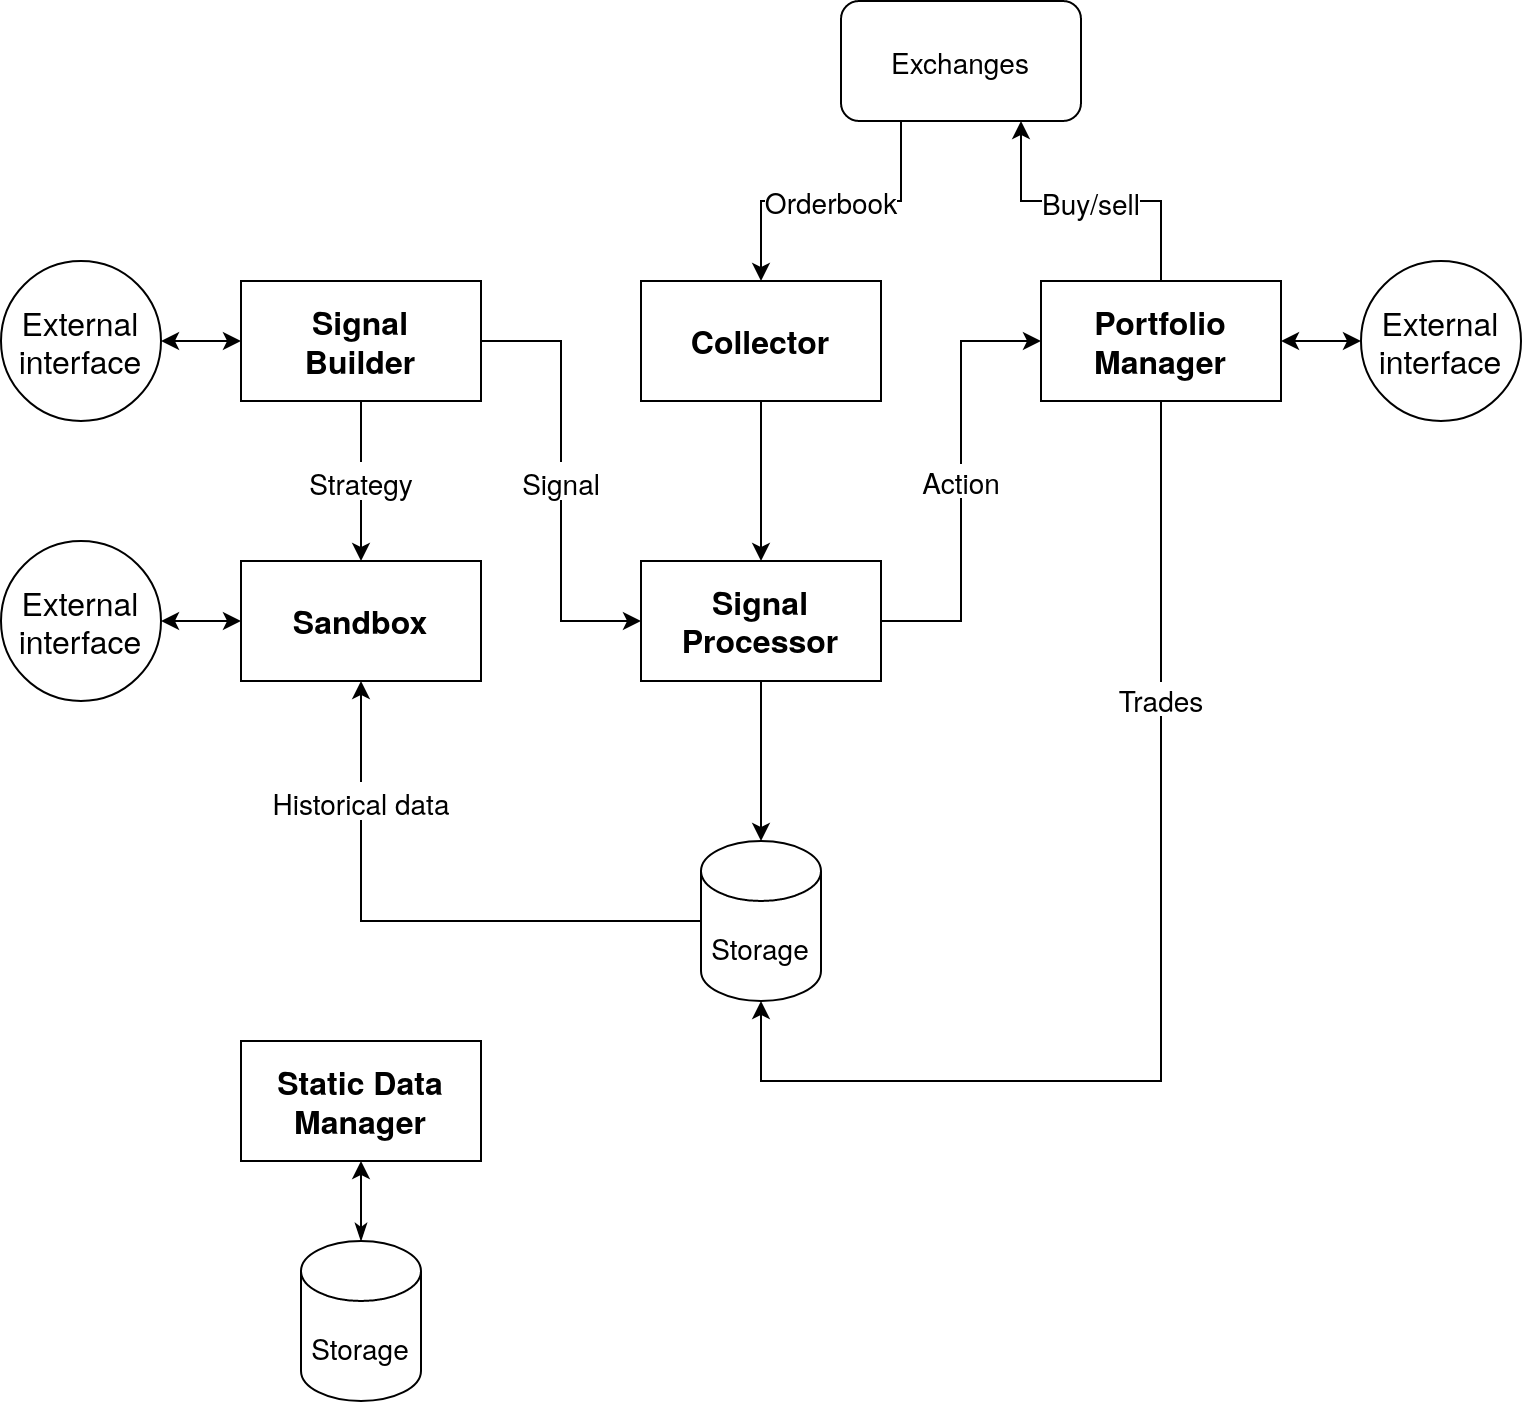 Exchanges
Orderbook
Buy/sell
External
interface
Signal
Builder
Collector
Portfolio
Manager
External
interface
Strategy
Signal
Action
External
interface
Sandbox
Signal
Processor
Trades
Historical data
Storage
Static Data
Manager
Storage